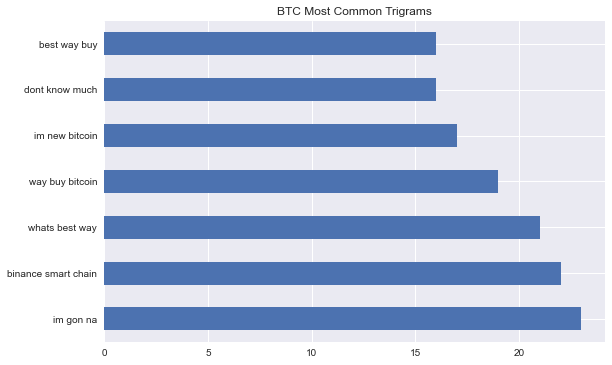 BTC Most Common Trigrams
best way buy
dont know much
im new bitcoin
way buy bitcoin
whats best way
binance smart chain
im gon na
0 5 10 15 20